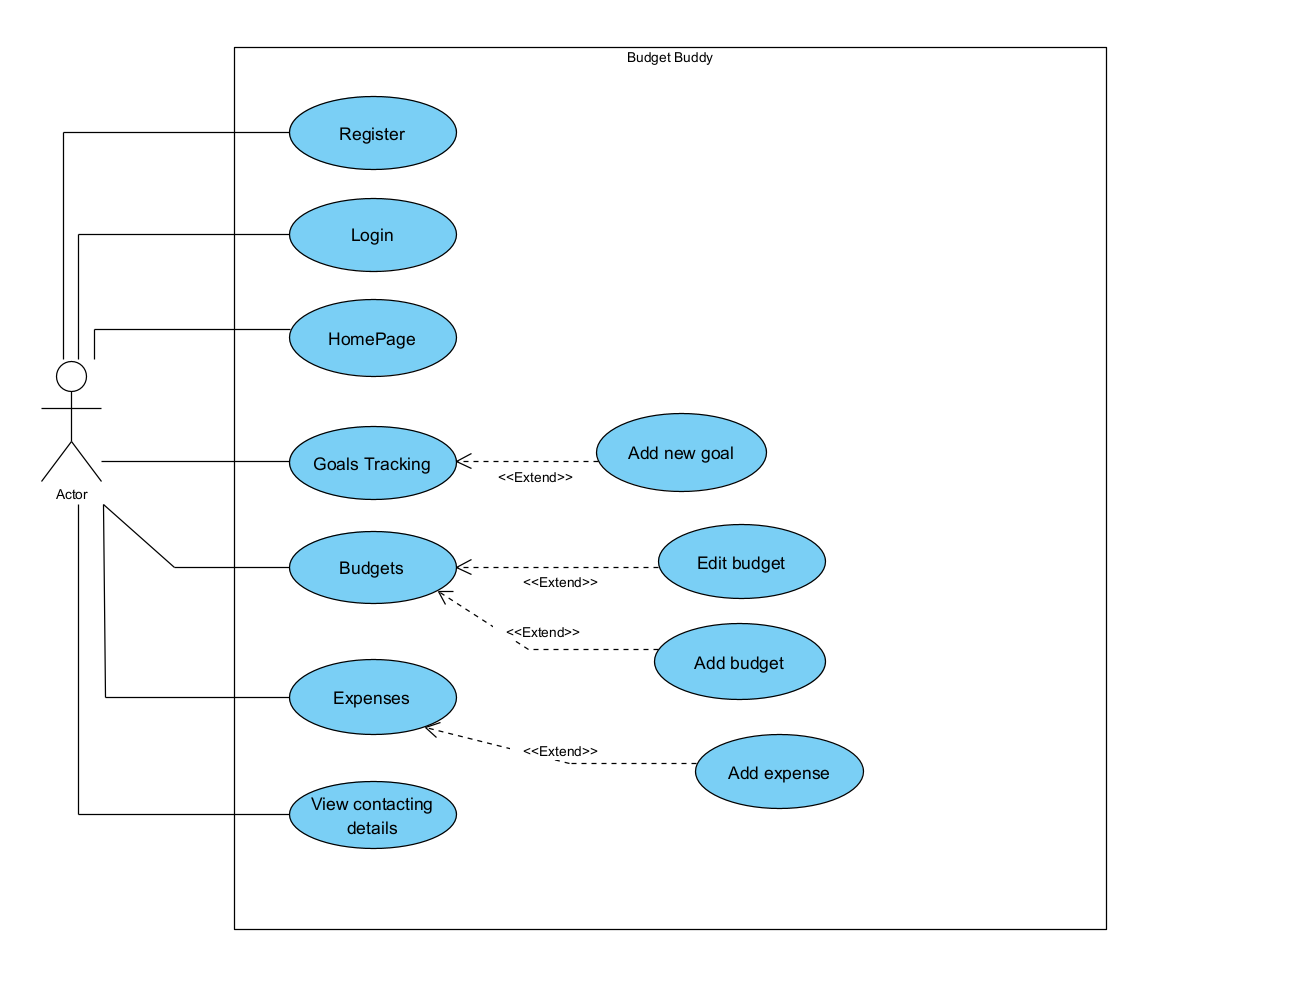 Budget Buddy
Register
Login
HomePage
Actor
Goals Tracking
<<Extend>>
Add new goal
Budgets
<<Extend>>
Edit budget
<<Extend>>
Add budget
Expenses
<<Extend>>
Add expense
View contacting
details